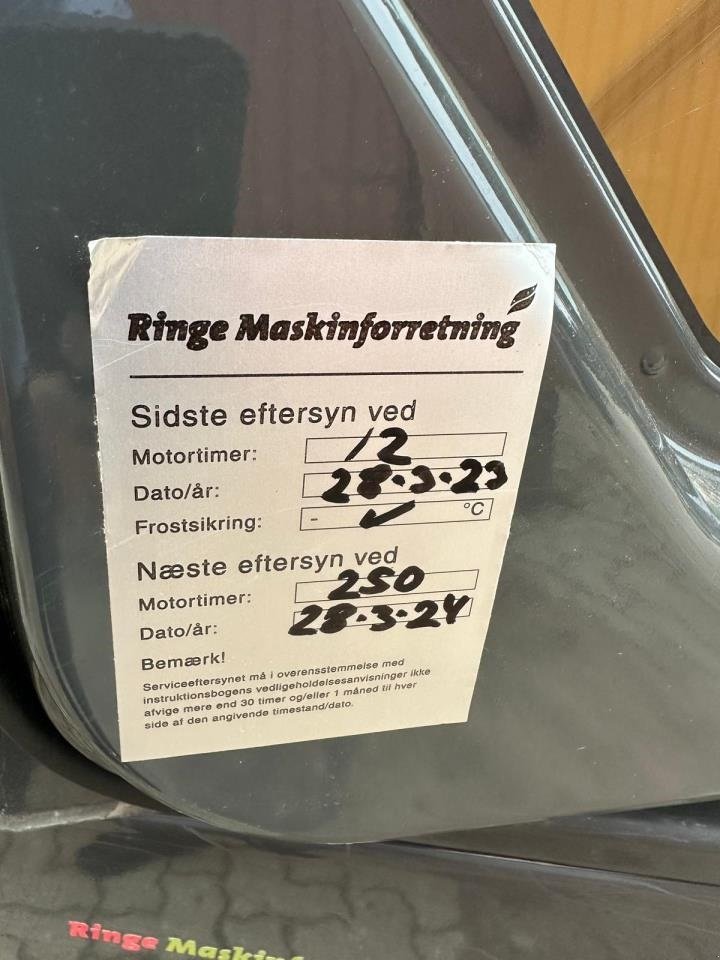 Ringe Maskinforretning
Sidste eftersyn ved
Motortimer: 12
Dato/år: 28.3.23
Frostsikring: - ✓ °C
Næste eftersyn ved
Motortimer: 250
Dato/år: 28.3.24
Bemærk!
Serviceeftersynet må i overensstemmelse med
instruktionsbogens vedligeholdelsesanvisninger ikke
afvige mere end 30 timer og/eller 1 måned til hver
side af den angivende timestand/dato.
Ringe Maskinf